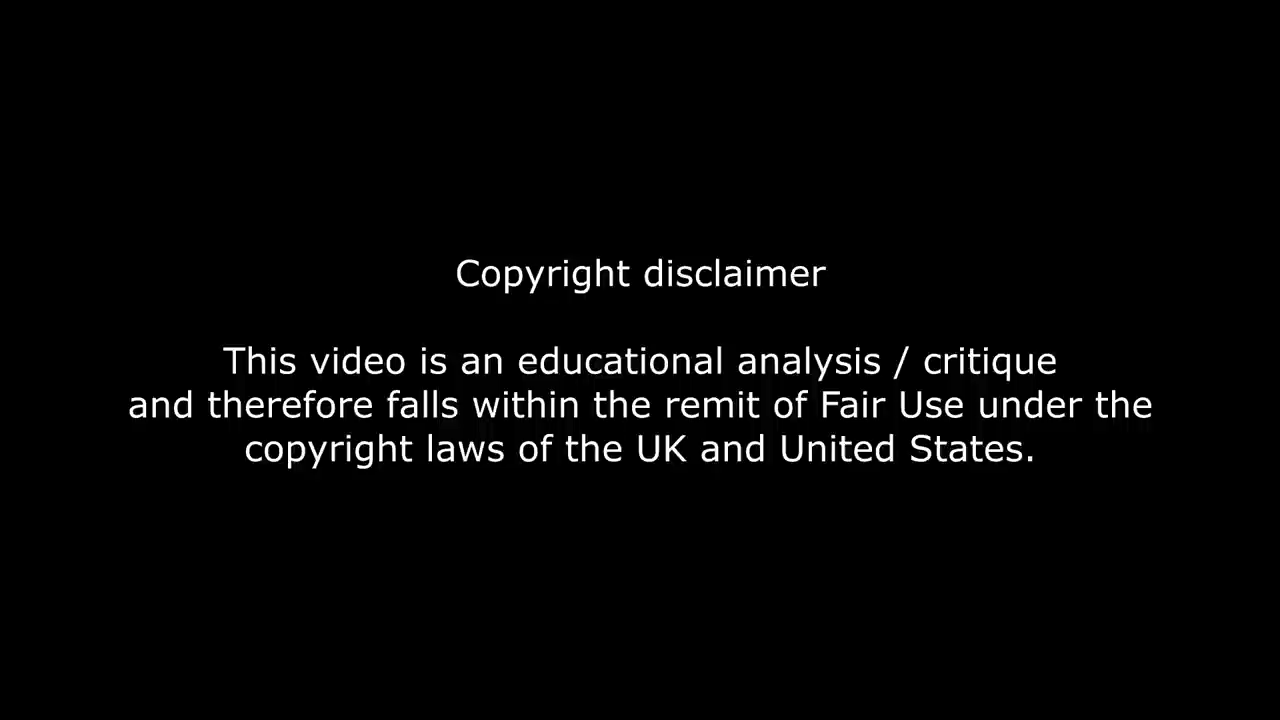 Copyright disclaimer
This video is an educational analysis / critique
and therefore falls within the remit of Fair Use under the
copyright laws of the UK and United States.